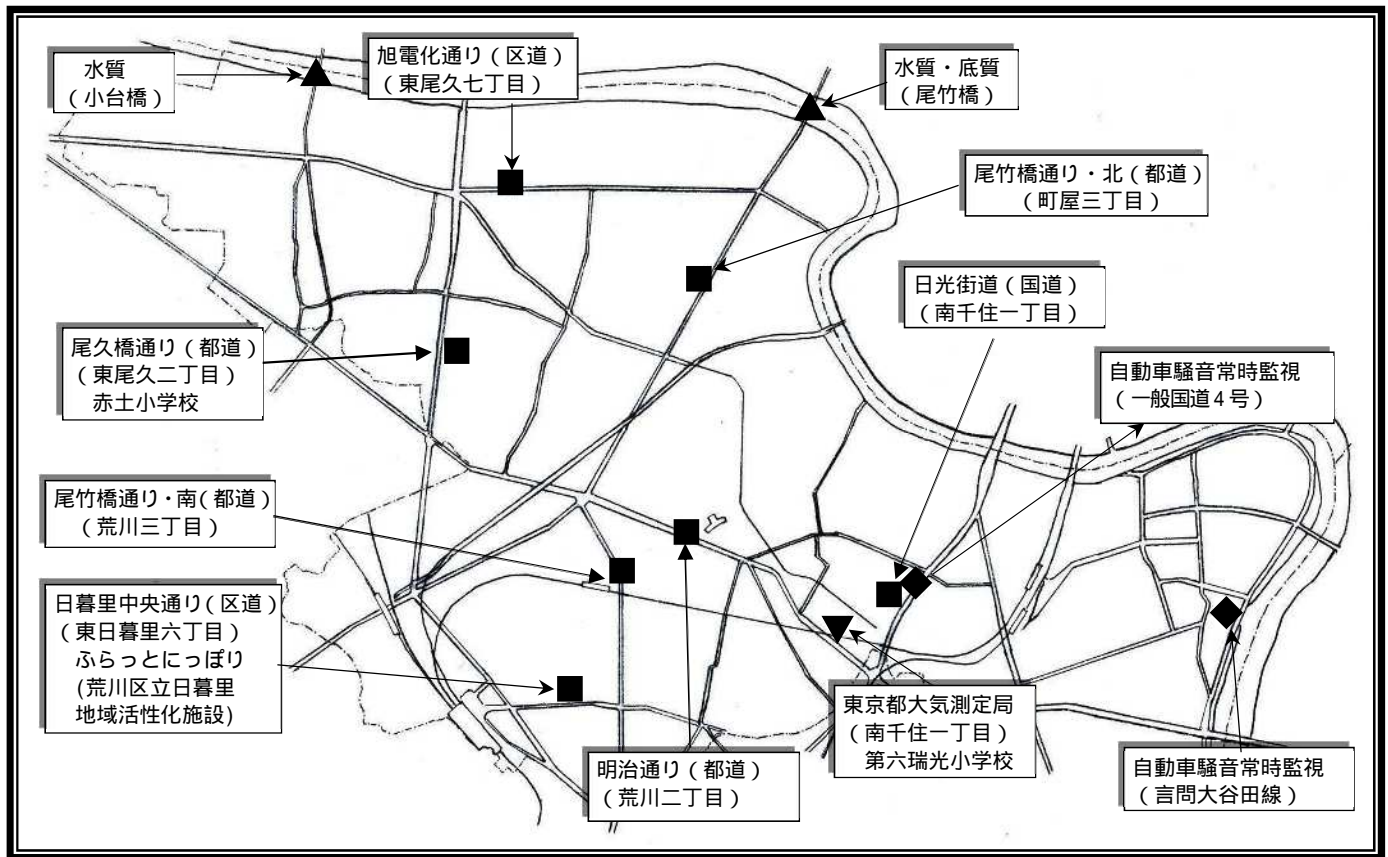 水質
（小台橋）
旭電化通り（区道）
（東尾久七丁目）
水質・底質
（尾竹橋）
尾竹橋通り・北（都道）
（町屋三丁目）
日光街道（国道）
（南千住一丁目）
尾久橋通り（都道）
（東尾久二丁目）
赤土小学校
自動車騒音常時監視
（一般国道４号）
尾竹橋通り・南（都道）
（荒川三丁目）
日暮里中央通り（区道）
（東日暮里六丁目）
ふらっとにっぽり
(荒川区立日暮里
地域活性化施設)
明治通り（都道）
（荒川二丁目）
東京都大気測定局
（南千住一丁目）
第六瑞光小学校
自動車騒音常時監視
（言問大谷田線）